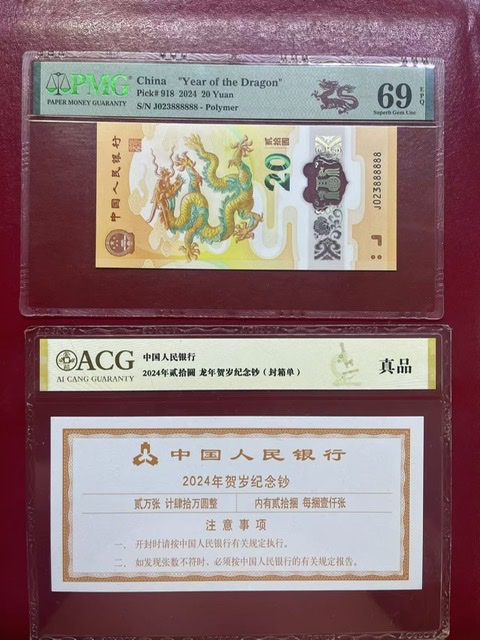 PMG
PAPER MONEY GUARANTY
China "Year of the Dragon"
Pick# 918 2024 20 Yuan
S/N J023888888 - Polymer
69
EPQ
Superb Gem Unc
中国人民银行
贰拾圆
20
J023888888
ACG
AI CANG GUARANTY
中国人民银行
2024年贰拾圆 龙年贺岁纪念钞（封箱单）
真品
中国人民银行
2024年贺岁纪念钞
贰万张 计肆拾万圆整
内有贰拾捆 每捆壹仟张
注意事项
一、开封时请按中国人民银行有关规定执行。
二、如发现张数不符时、必须按中国人民银行的有关规定报告。